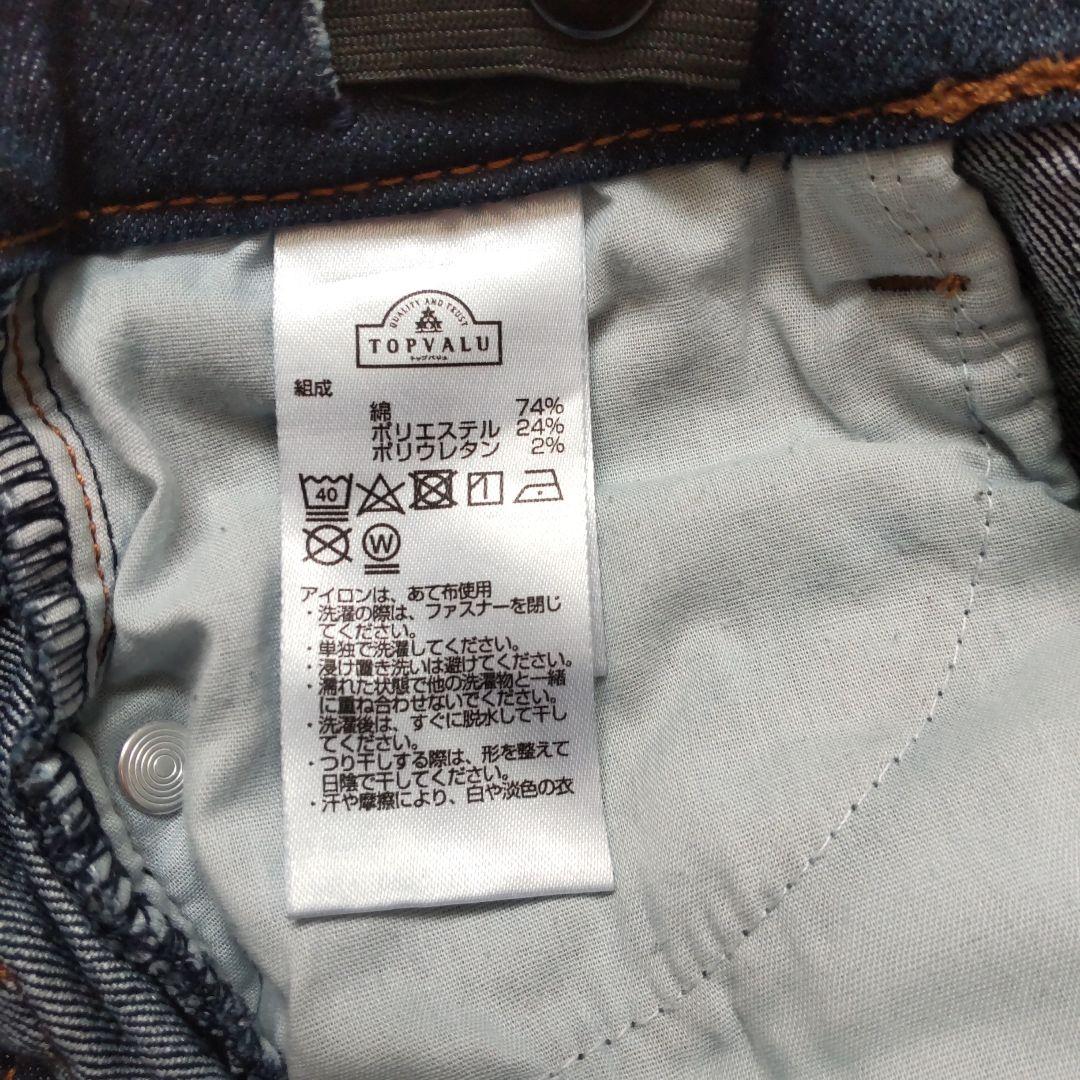 QUALITY AND TRUST
TOPVALU
トップバリュ
組成
綿 74%
ポリエステル 24%
ポリウレタン 2%
40
W
アイロンは、あて布使用
・洗濯の際は、ファスナーを閉じ
てください。
・単独で洗濯してください。
・浸け置き洗いは避けてください。
・濡れた状態で他の洗濯物と一緒
に重ね合わせないでください。
・洗濯後は、すぐに脱水して干し
てください。
・つり干しする際は、形を整えて
日陰で干してください。
・汗や摩擦により、白や淡色の衣